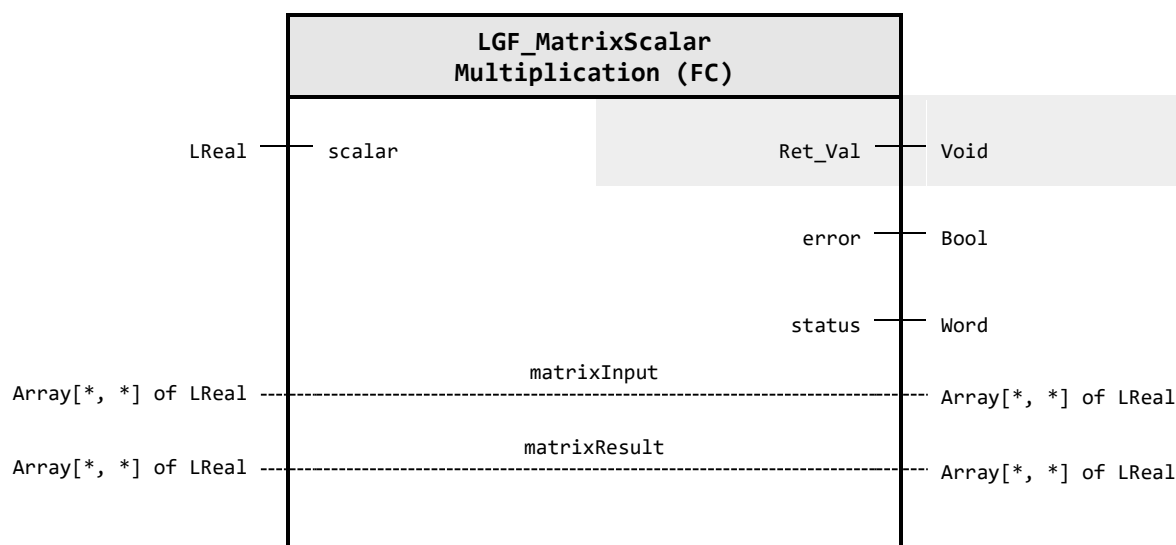 LGF_MatrixScalar
Multiplication (FC)
LReal scalar Ret_Val Void
error Bool
status Word
matrixInput
Array[*, *] of LReal Array[*, *] of LReal
matrixResult
Array[*, *] of LReal Array[*, *] of LReal